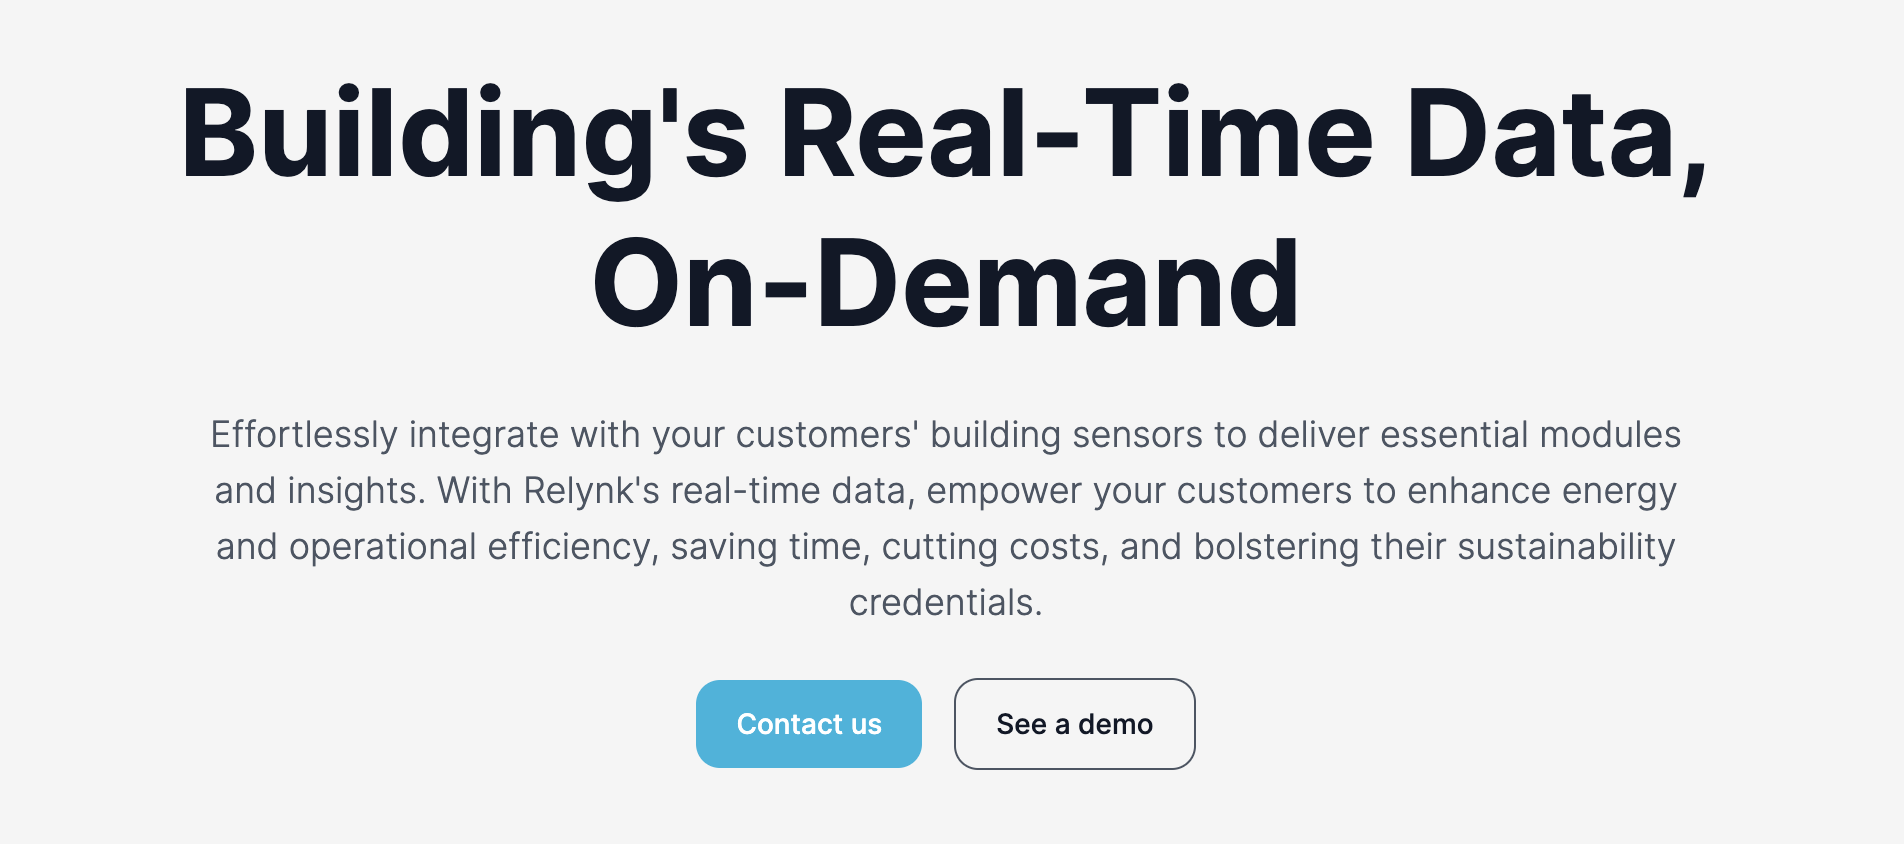 Building's Real-Time Data,
On-Demand
Effortlessly integrate with your customers' building sensors to deliver essential modules
and insights. With Relynk's real-time data, empower your customers to enhance energy
and operational efficiency, saving time, cutting costs, and bolstering their sustainability
credentials.
Contact us
See a demo